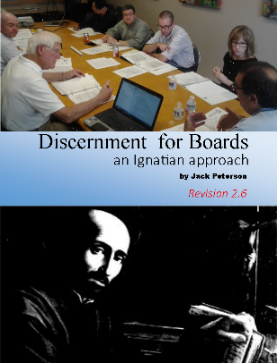 Discernment for Boards
an Ignatian approach
by Jack Peterson
Revision 2.6